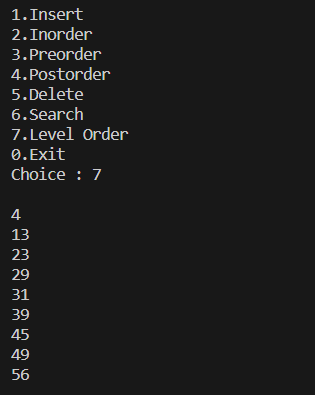 1.Insert
2.Inorder
3.Preorder
4.Postorder
5.Delete
6.Search
7.Level Order
0.Exit
Choice : 7
4
13
23
29
31
39
45
49
56